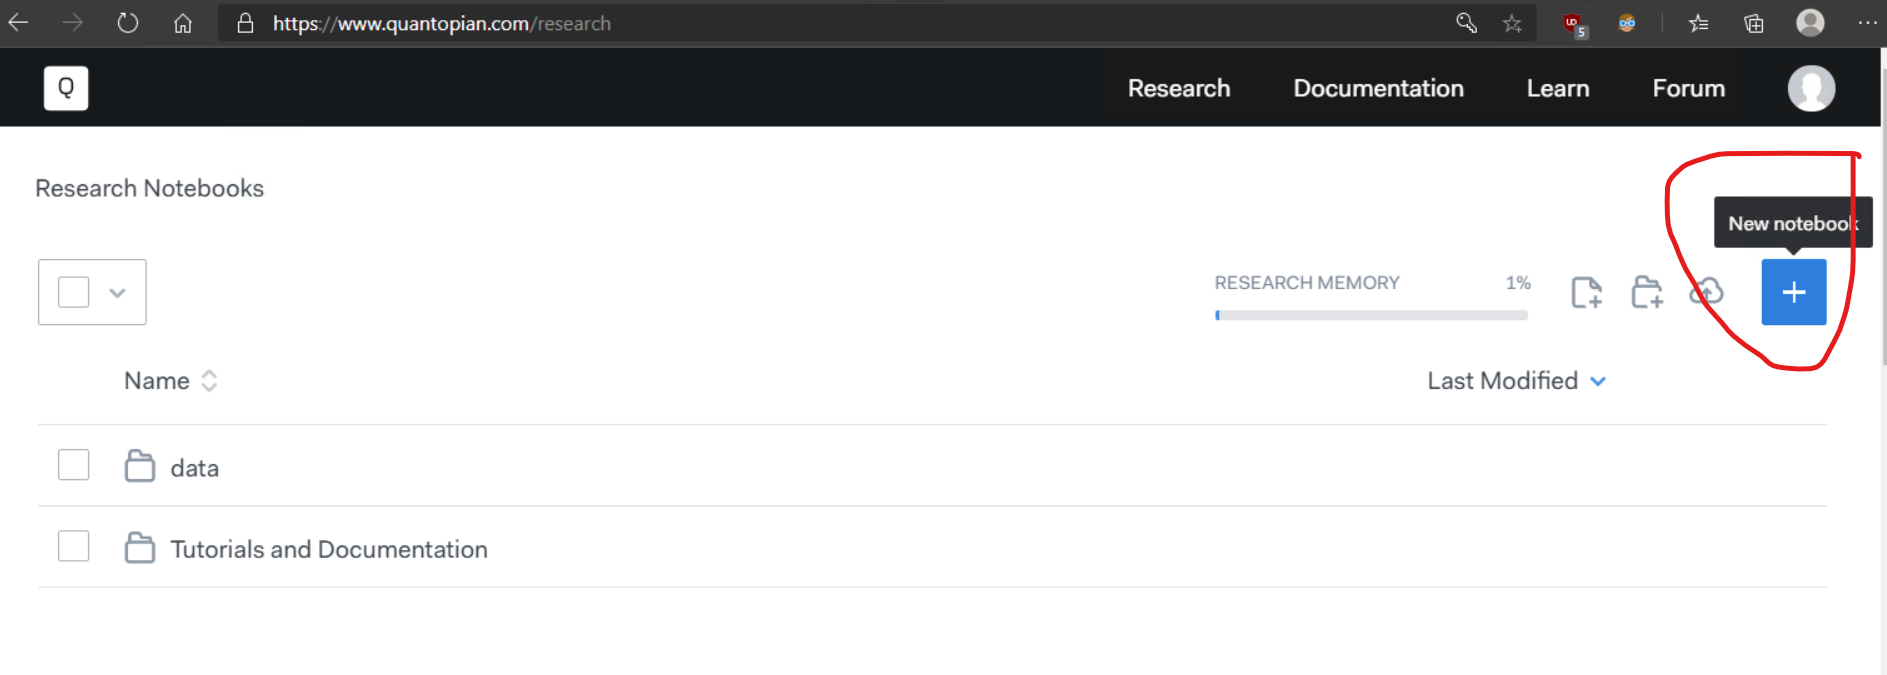 https://www.quantopian.com/research
5
Q
Research Documentation Learn Forum
Research Notebooks
New notebook
RESEARCH MEMORY 1%
Name Last Modified
data
Tutorials and Documentation